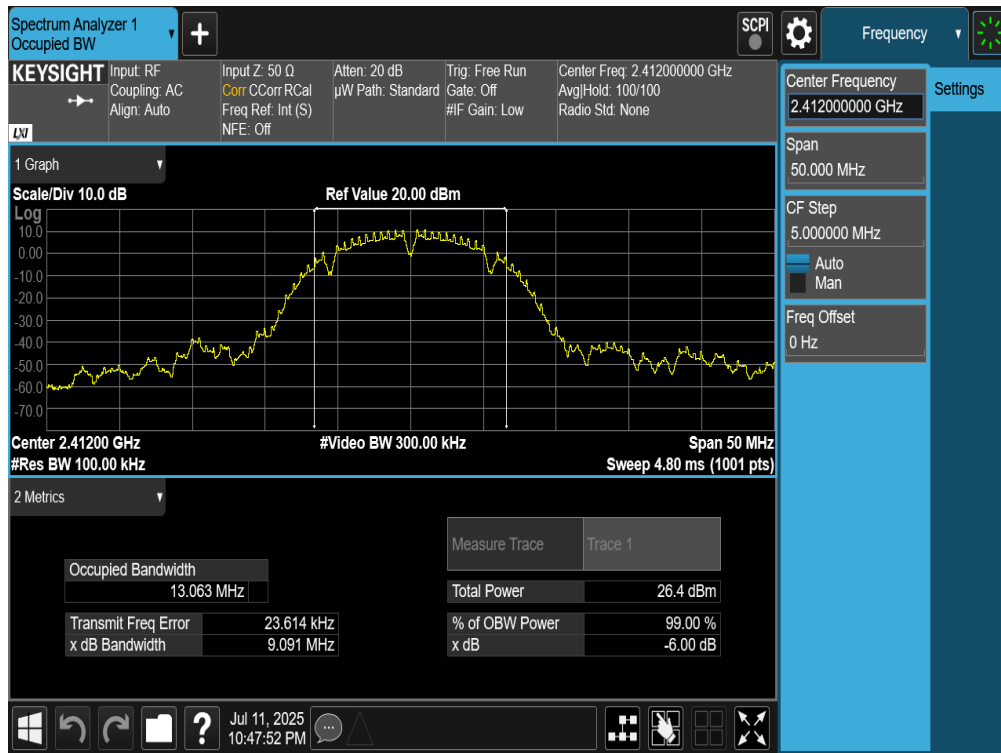 Spectrum Analyzer 1
Occupied BW
+
SCPI
Frequency
KEYSIGHT
LXI
Input: RF
Coupling: AC
Align: Auto
Input Z: 50 Ω
Corr CCorr RCal
Freq Ref: Int (S)
NFE: Off
Atten: 20 dB
µW Path: Standard
Trig: Free Run
Gate: Off
#IF Gain: Low
Center Freq: 2.412000000 GHz
Avg|Hold: 100/100
Radio Std: None
Center Frequency
2.412000000 GHz
Settings
Span
50.000 MHz
CF Step
5.000000 MHz
Auto
Man
Freq Offset
0 Hz
1 Graph
Scale/Div 10.0 dB
Ref Value 20.00 dBm
Log
10.0
0.00
-10.0
-20.0
-30.0
-40.0
-50.0
-60.0
-70.0
Center 2.41200 GHz
#Video BW 300.00 kHz
Span 50 MHz
#Res BW 100.00 kHz
Sweep 4.80 ms (1001 pts)
2 Metrics
Measure Trace
Trace 1
Occupied Bandwidth
13.063 MHz
Total Power
26.4 dBm
Transmit Freq Error
23.614 kHz
% of OBW Power
99.00 %
x dB Bandwidth
9.091 MHz
x dB
-6.00 dB
?
Jul 11, 2025
10:47:52 PM